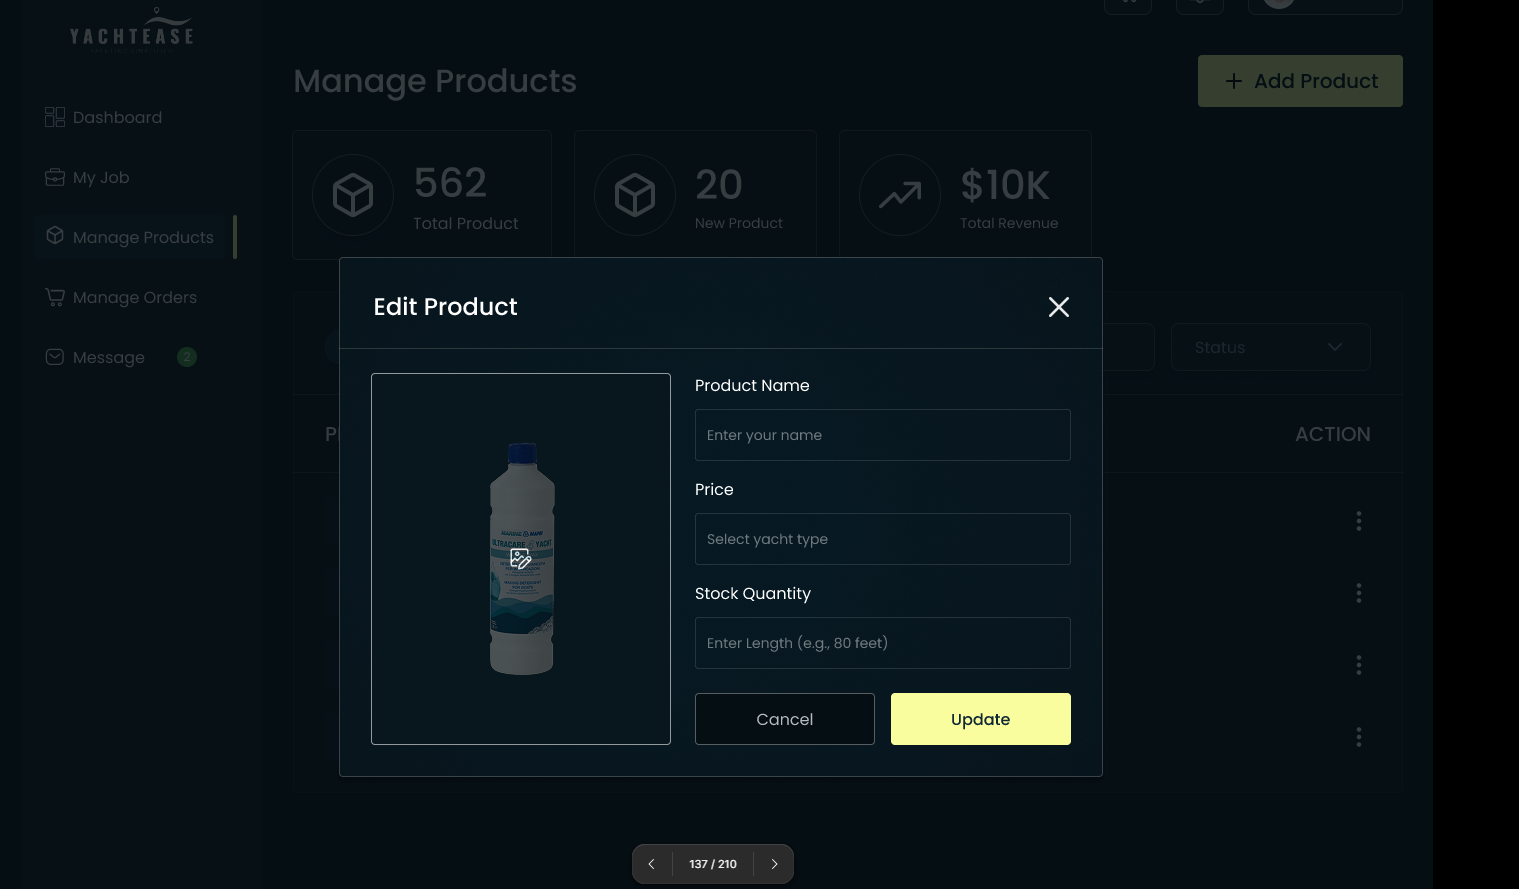 YACHTEASE
Manage Products
+ Add Product
Dashboard
My Job
Manage Products
Manage Orders
Message 2
562
Total Product
20
New Product
$10K
Total Revenue
Status
ACTION
Edit Product
Product Name
Enter your name
Price
Select yacht type
Stock Quantity
Enter Length (e.g., 80 feet)
Cancel
Update
ULTRACARE YACHT
137 / 210